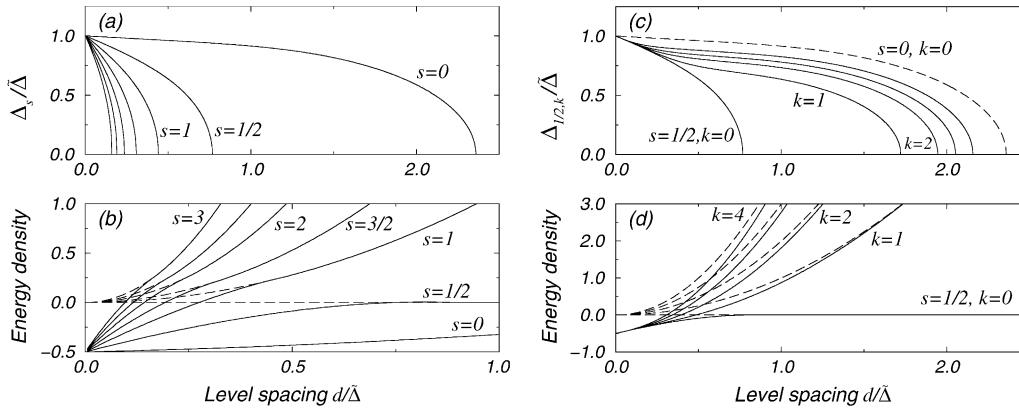 (a)
Δ_s/Δ̃
1.0
0.5
0.0
s=0
s=1
s=1/2
0.0
1.0
2.0
(b)
Energy density
1.0
0.5
0.0
−0.5
s=3
s=2
s=3/2
s=1
s=1/2
s=0
0.0
0.5
1.0
Level spacing d/Δ̃
(c)
Δ_{1/2,k}/Δ̃
1.0
0.5
0.0
s=0, k=0
k=1
s=1/2,k=0
k=2
0.0
1.0
2.0
(d)
Energy density
3.0
2.0
1.0
0.0
−1.0
k=4
k=2
k=1
s=1/2, k=0
0.0
1.0
2.0
Level spacing d/Δ̃